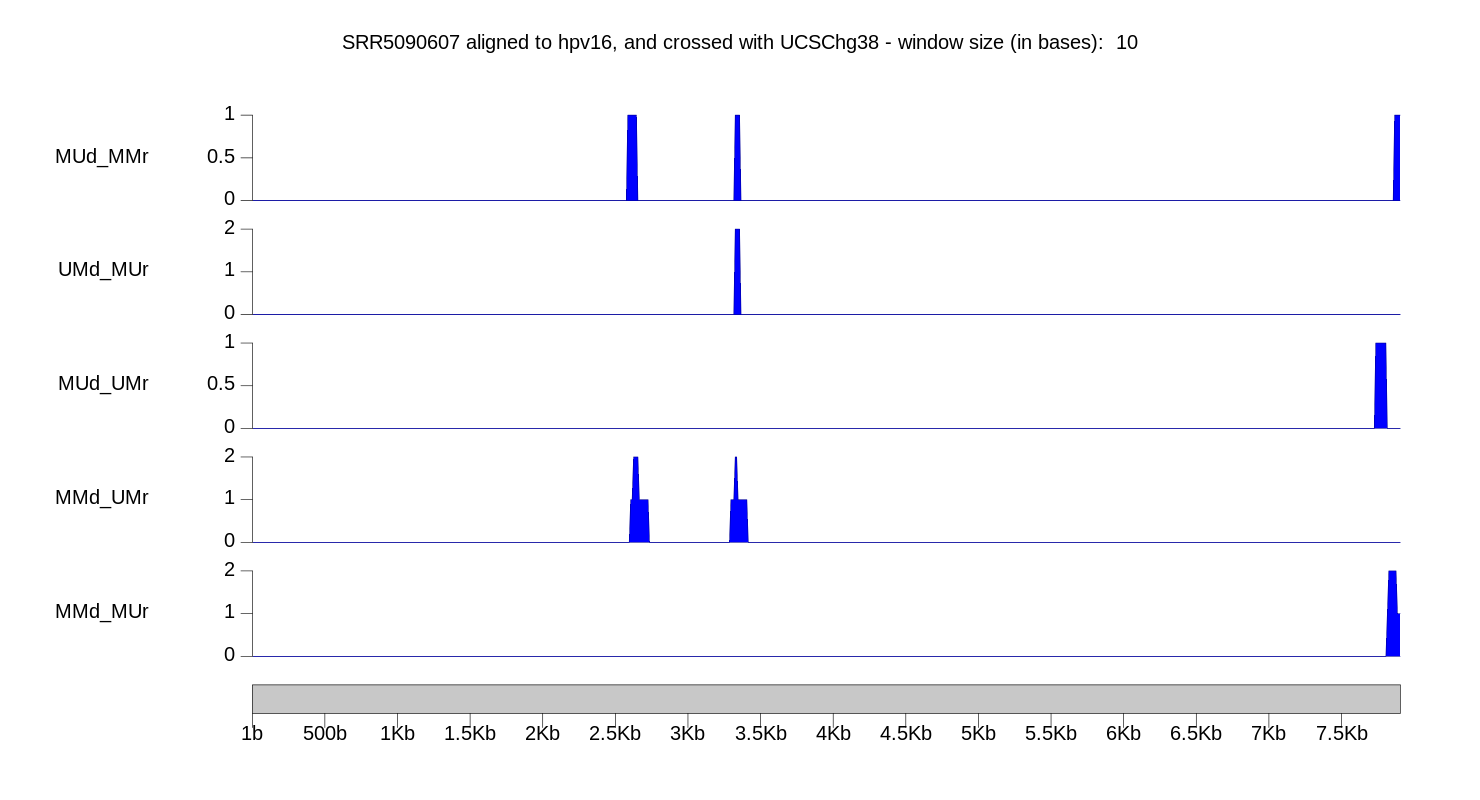 SRR5090607 aligned to hpv16, and crossed with UCSChg38 - window size (in bases):  10
1
MUd_MMr 0.5
0
2
UMd_MUr 1
0
1
MUd_UMr 0.5
0
2
MMd_UMr 1
0
2
MMd_MUr 1
0
1b 500b 1Kb 1.5Kb 2Kb 2.5Kb 3Kb 3.5Kb 4Kb 4.5Kb 5Kb 5.5Kb 6Kb 6.5Kb 7Kb 7.5Kb